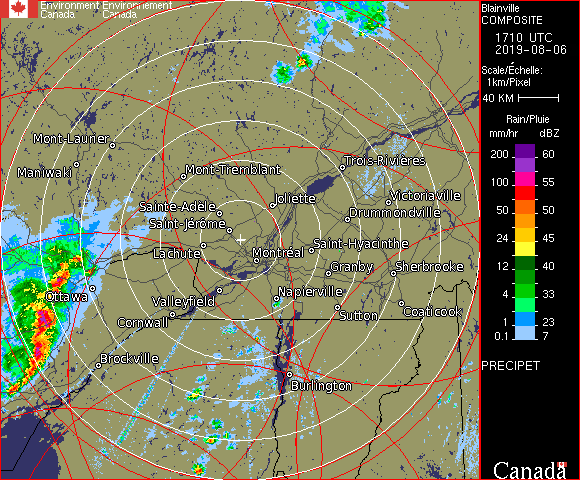 Environment Environnement
Canada Canada
Blainville
COMPOSITE
1710 UTC
2019-08-06
Scale/Échelle:
1km/Pixel
40 KM
Rain/Pluie
mm/hr dBZ
200 60
100 55
50 50
24 45
12 40
4 33
1 23
0.1 7
PRECIPET
Mont-Laurier
Maniwaki
Mont-Tremblant
Trois-Rivières
Sainte-Adèle
Joliette
Victoriaville
Saint-Jérôme
Drummondville
Lachute
Montréal
Saint-Hyacinthe
Granby
Sherbrooke
Ottawa
Valleyfield
Napierville
Cornwall
Sutton
Coaticook
Brockville
Burlington
Canada